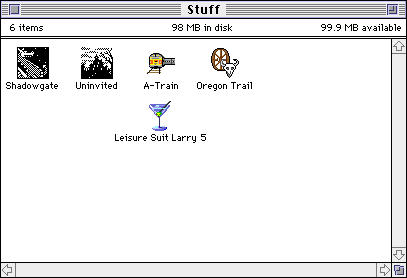 Stuff
6 items 98 MB in disk 99.9 MB available
Shadowgate Uninvited A-Train Oregon Trail
Leisure Suit Larry 5